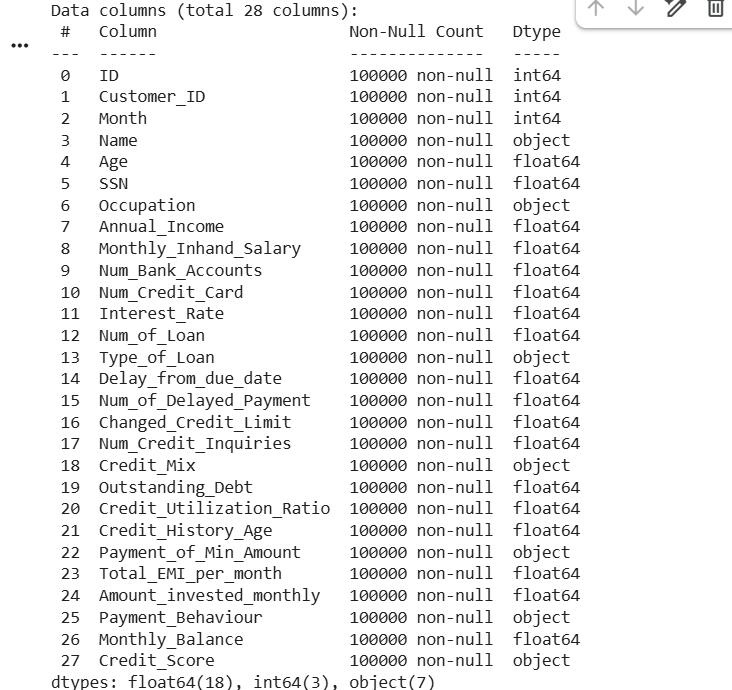 Data columns (total 28 columns):
 #   Column                    Non-Null Count   Dtype
---  ------                    --------------   -----
 0   ID                        100000 non-null  int64
 1   Customer_ID               100000 non-null  int64
 2   Month                     100000 non-null  int64
 3   Name                      100000 non-null  object
 4   Age                       100000 non-null  float64
 5   SSN                       100000 non-null  float64
 6   Occupation                100000 non-null  object
 7   Annual_Income             100000 non-null  float64
 8   Monthly_Inhand_Salary     100000 non-null  float64
 9   Num_Bank_Accounts         100000 non-null  float64
 10  Num_Credit_Card           100000 non-null  float64
 11  Interest_Rate             100000 non-null  float64
 12  Num_of_Loan               100000 non-null  float64
 13  Type_of_Loan              100000 non-null  object
 14  Delay_from_due_date       100000 non-null  float64
 15  Num_of_Delayed_Payment    100000 non-null  float64
 16  Changed_Credit_Limit      100000 non-null  float64
 17  Num_Credit_Inquiries      100000 non-null  float64
 18  Credit_Mix                100000 non-null  object
 19  Outstanding_Debt          100000 non-null  float64
 20  Credit_Utilization_Ratio  100000 non-null  float64
 21  Credit_History_Age        100000 non-null  float64
 22  Payment_of_Min_Amount     100000 non-null  object
 23  Total_EMI_per_month       100000 non-null  float64
 24  Amount_invested_monthly   100000 non-null  float64
 25  Payment_Behaviour         100000 non-null  object
 26  Monthly_Balance           100000 non-null  float64
 27  Credit_Score              100000 non-null  object
dtypes: float64(18), int64(3), object(7)